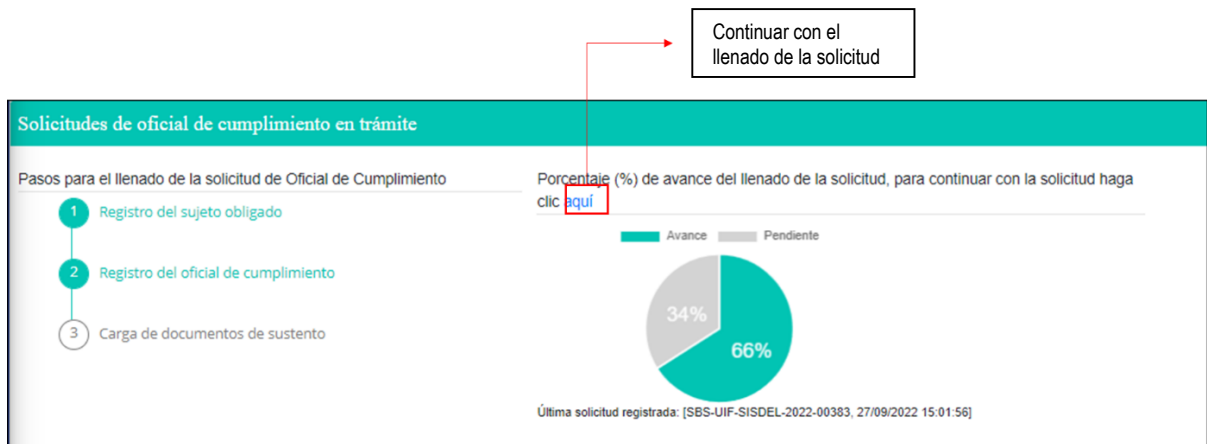 Continuar con el
llenado de la solicitud
Solicitudes de oficial de cumplimiento en trámite
Pasos para el llenado de la solicitud de Oficial de Cumplimiento
1 Registro del sujeto obligado
2 Registro del oficial de cumplimiento
3 Carga de documentos de sustento
Porcentaje (%) de avance del llenado de la solicitud, para continuar con la solicitud haga
clic aquí
Avance Pendiente
34%
66%
Última solicitud registrada: [SBS-UIF-SISDEL-2022-00383, 27/09/2022 15:01:56]